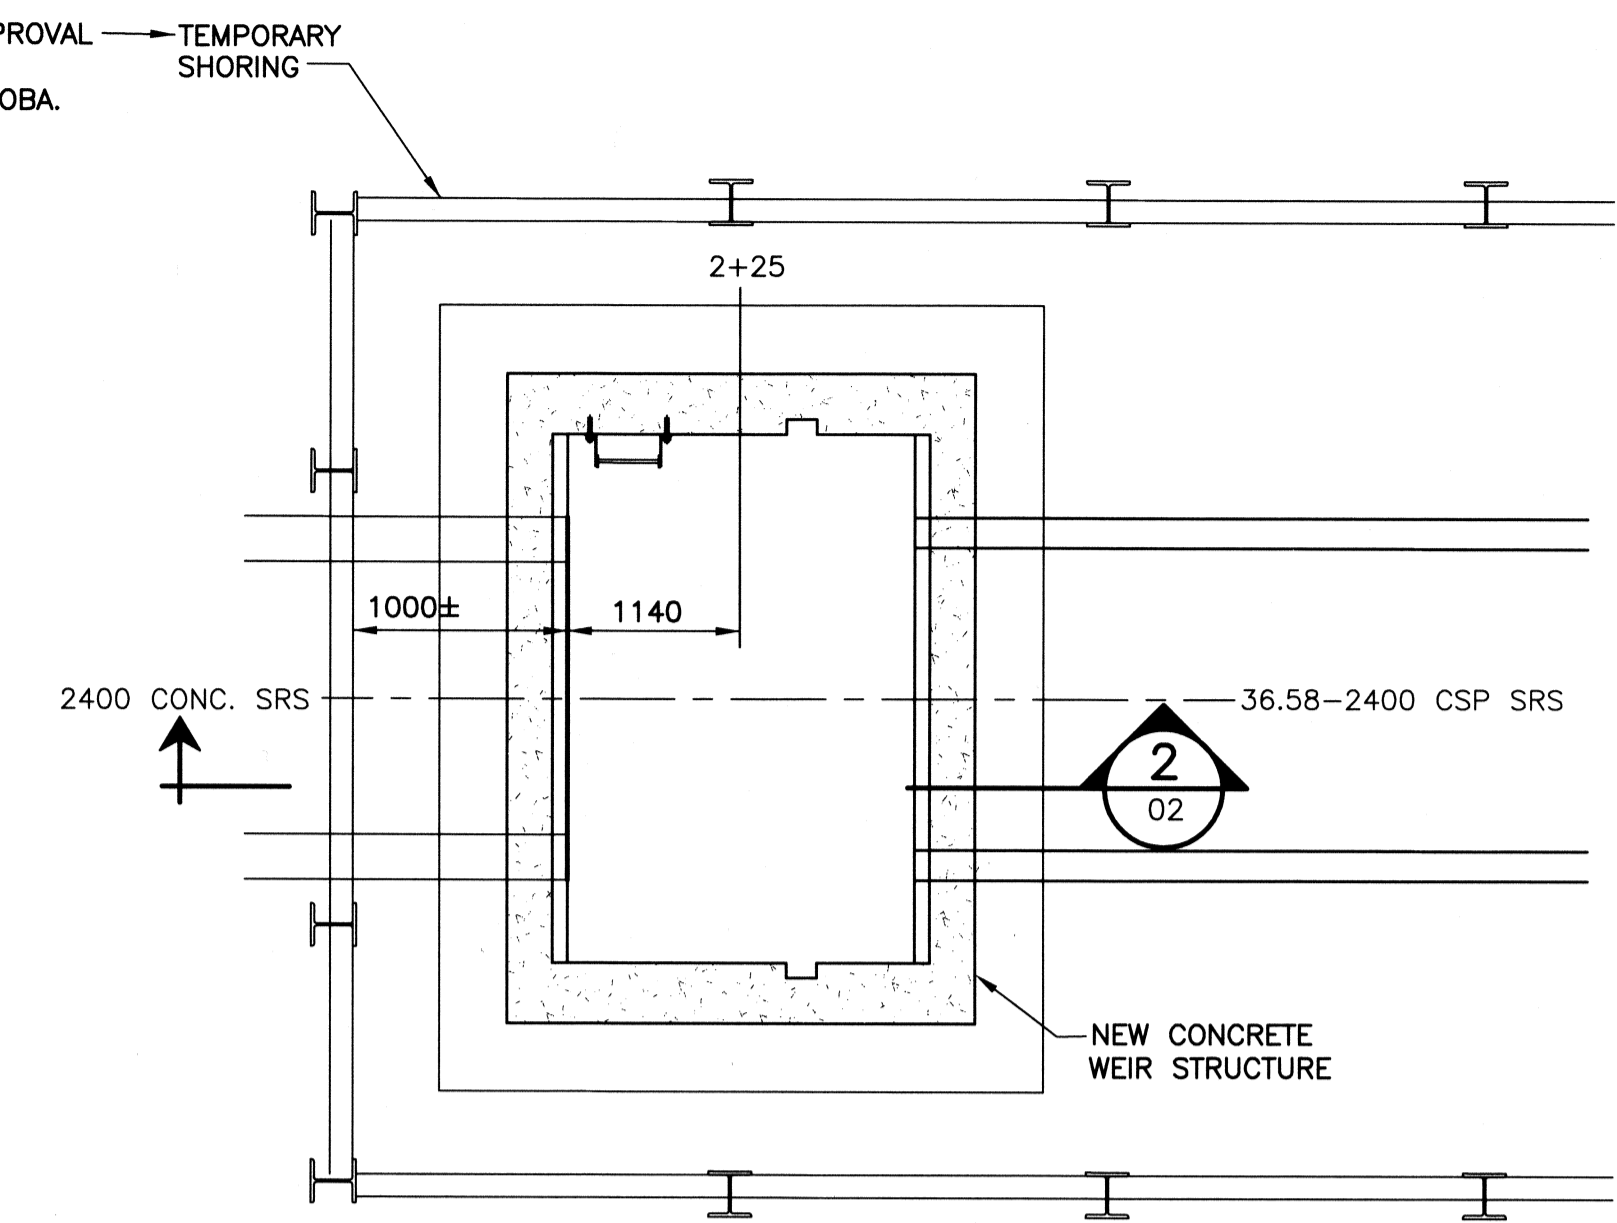 PROVAL TEMPORARY
SHORING
OBA.
2+25
1000± 1140
2400 CONC. SRS 36.58-2400 CSP SRS
2
02
NEW CONCRETE
WEIR STRUCTURE